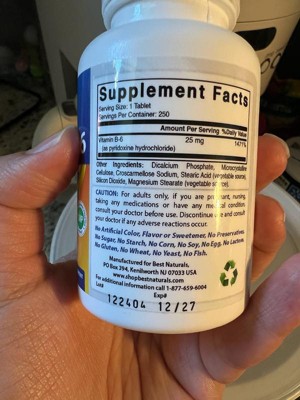 Supplement Facts
Serving Size: 1 Tablet
Servings Per Container: 250
Amount Per Serving %Daily Value
Vitamin B-6 25 mg 1471%
(as pyridoxine hydrochloride)
Other Ingredients: Dicalcium Phosphate, Microcrystalline
Cellulose, Croscarmellose Sodium, Stearic Acid (vegetable source),
Silicon Dioxide, Magnesium Stearate (vegetable source).
CAUTION: For adults only, if you are pregnant, nursing,
taking any medications or have any medical condition
consult your doctor before use. Discontinue use and consult
your doctor if any adverse reactions occur.
No Artificial Color, Flavor or Sweetener, No Preservatives,
No Sugar, No Starch, No Corn, No Soy, No Egg, No Lactose,
No Gluten, No Wheat, No Yeast, No Fish.
Manufactured for Best Naturals,
PO Box 394, Kenilworth NJ 07033 USA
www.shopbestnaturals.com
For additional information call 1-877-659-6004
Lot# Exp#
122404 12/27